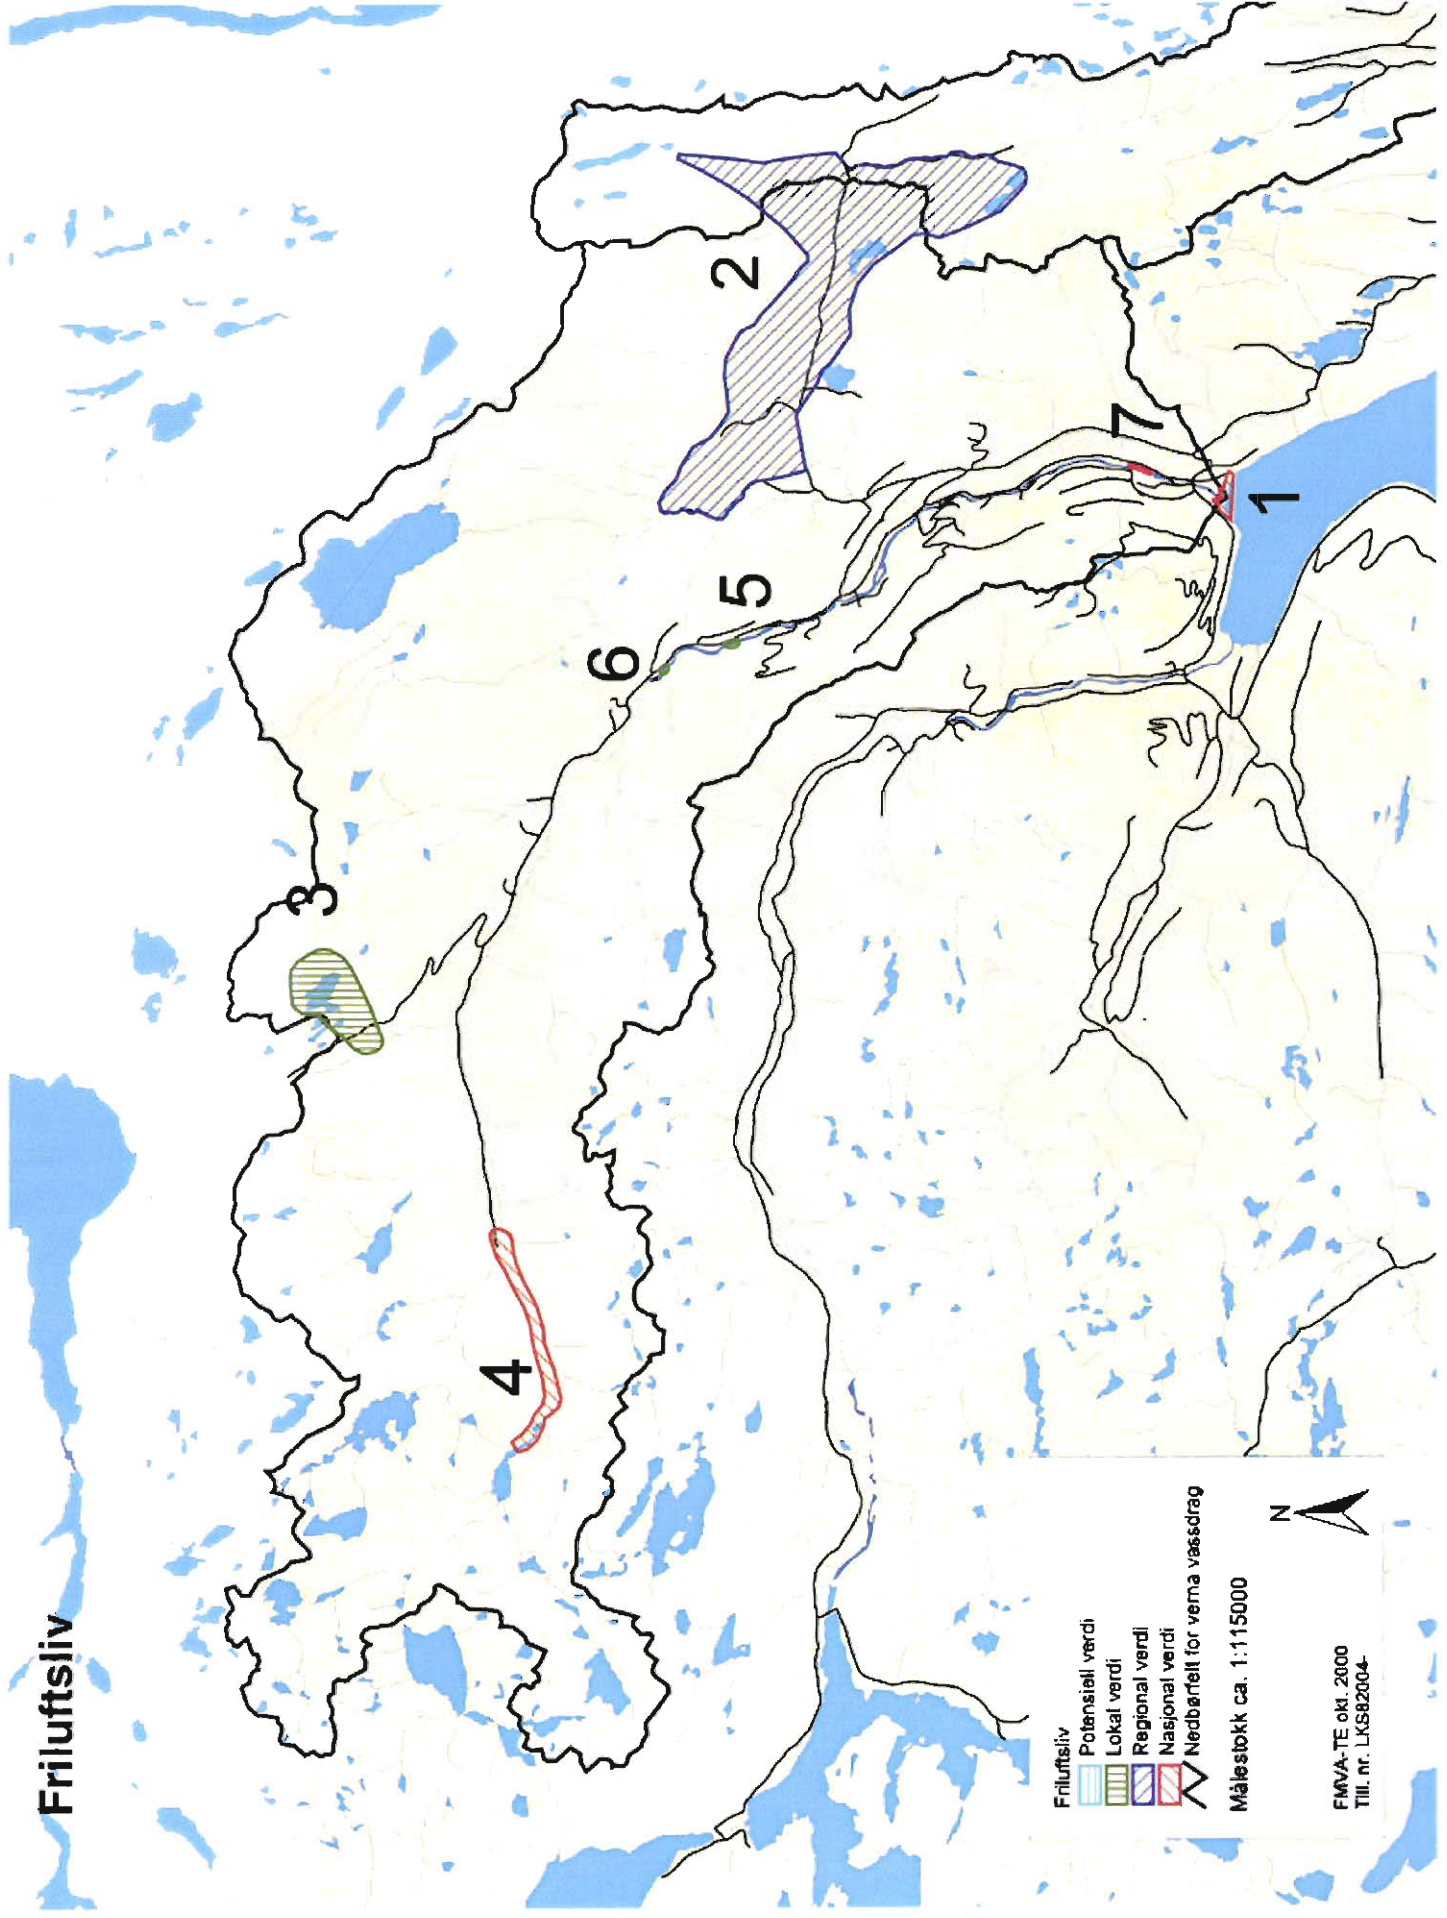 Friluftsliv
1
2
3
4
5
6
7
Friluftsliv
Potensiell verdi
Lokal verdi
Regional verdi
Nasjonal verdi
Nedbørfelt for verna vassdrag
Målestokk ca. 1:115000
N
FMVA-TE okt. 2000
Till. nr. LKS82004-